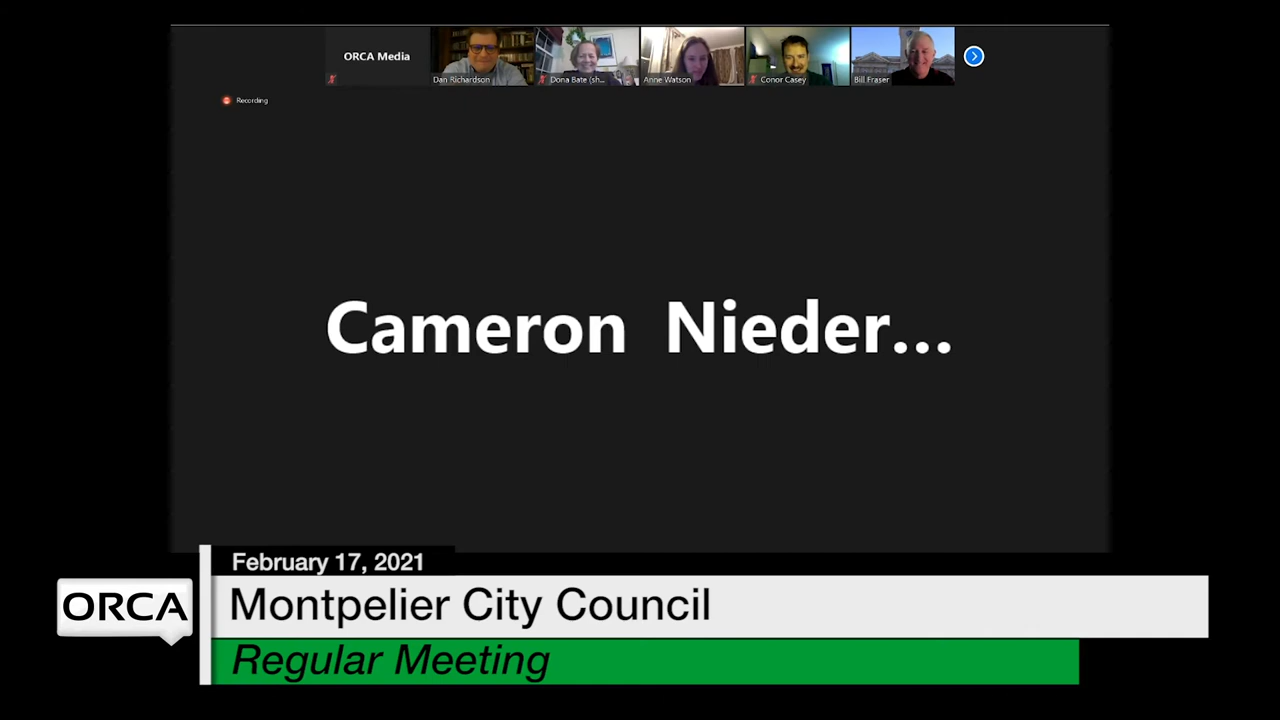 ORCA Media
Dan Richardson
Dona Bate (sh...
Anne Watson
Conor Casey
Bill Fraser
Recording
Cameron Nieder...
February 17, 2021
ORCA
Montpelier City Council
Regular Meeting